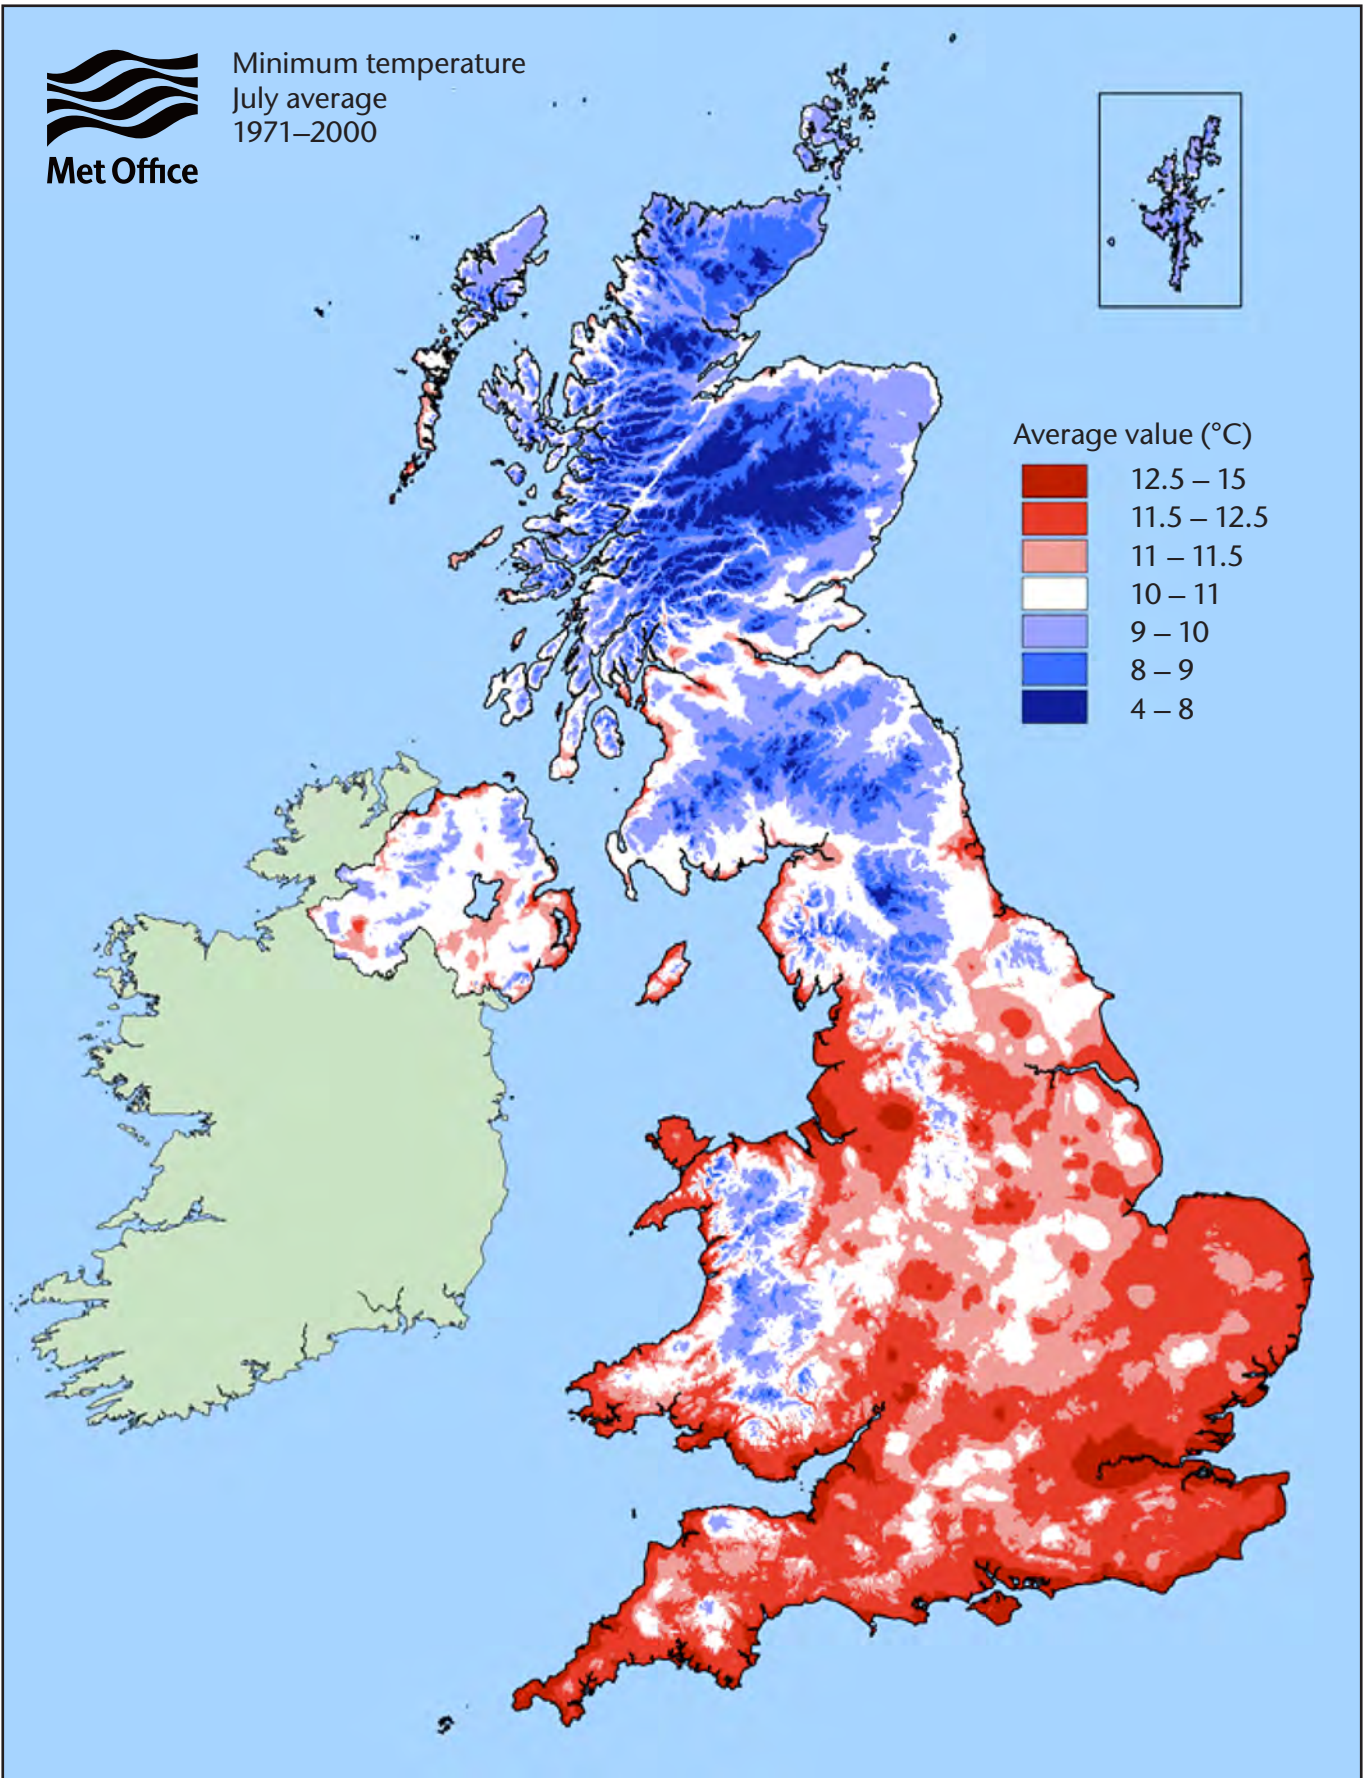 Minimum temperature
July average
1971–2000
Met Office
Average value (°C)
12.5 – 15
11.5 – 12.5
11 – 11.5
10 – 11
9 – 10
8 – 9
4 – 8